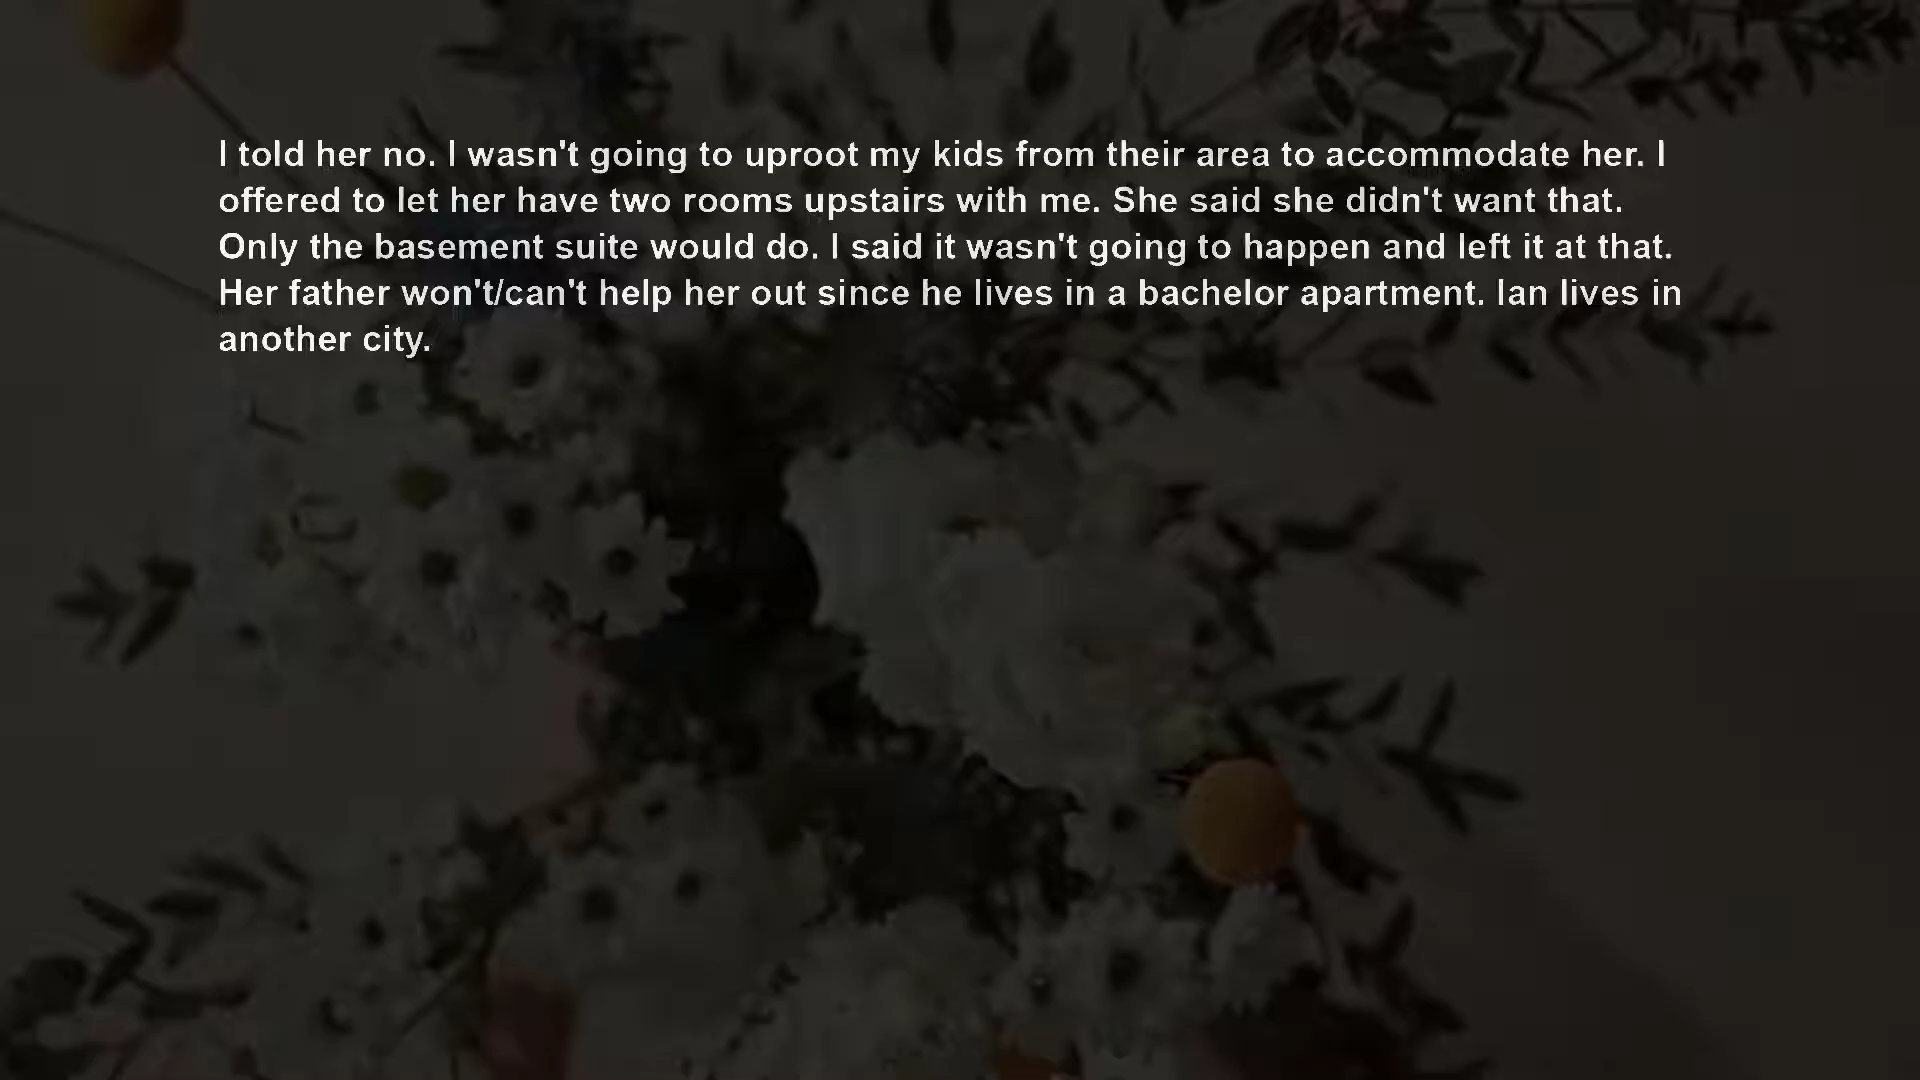 I told her no. I wasn't going to uproot my kids from their area to accommodate her. I
offered to let her have two rooms upstairs with me. She said she didn't want that.
Only the basement suite would do. I said it wasn't going to happen and left it at that.
Her father won't/can't help her out since he lives in a bachelor apartment. Ian lives in
another city.